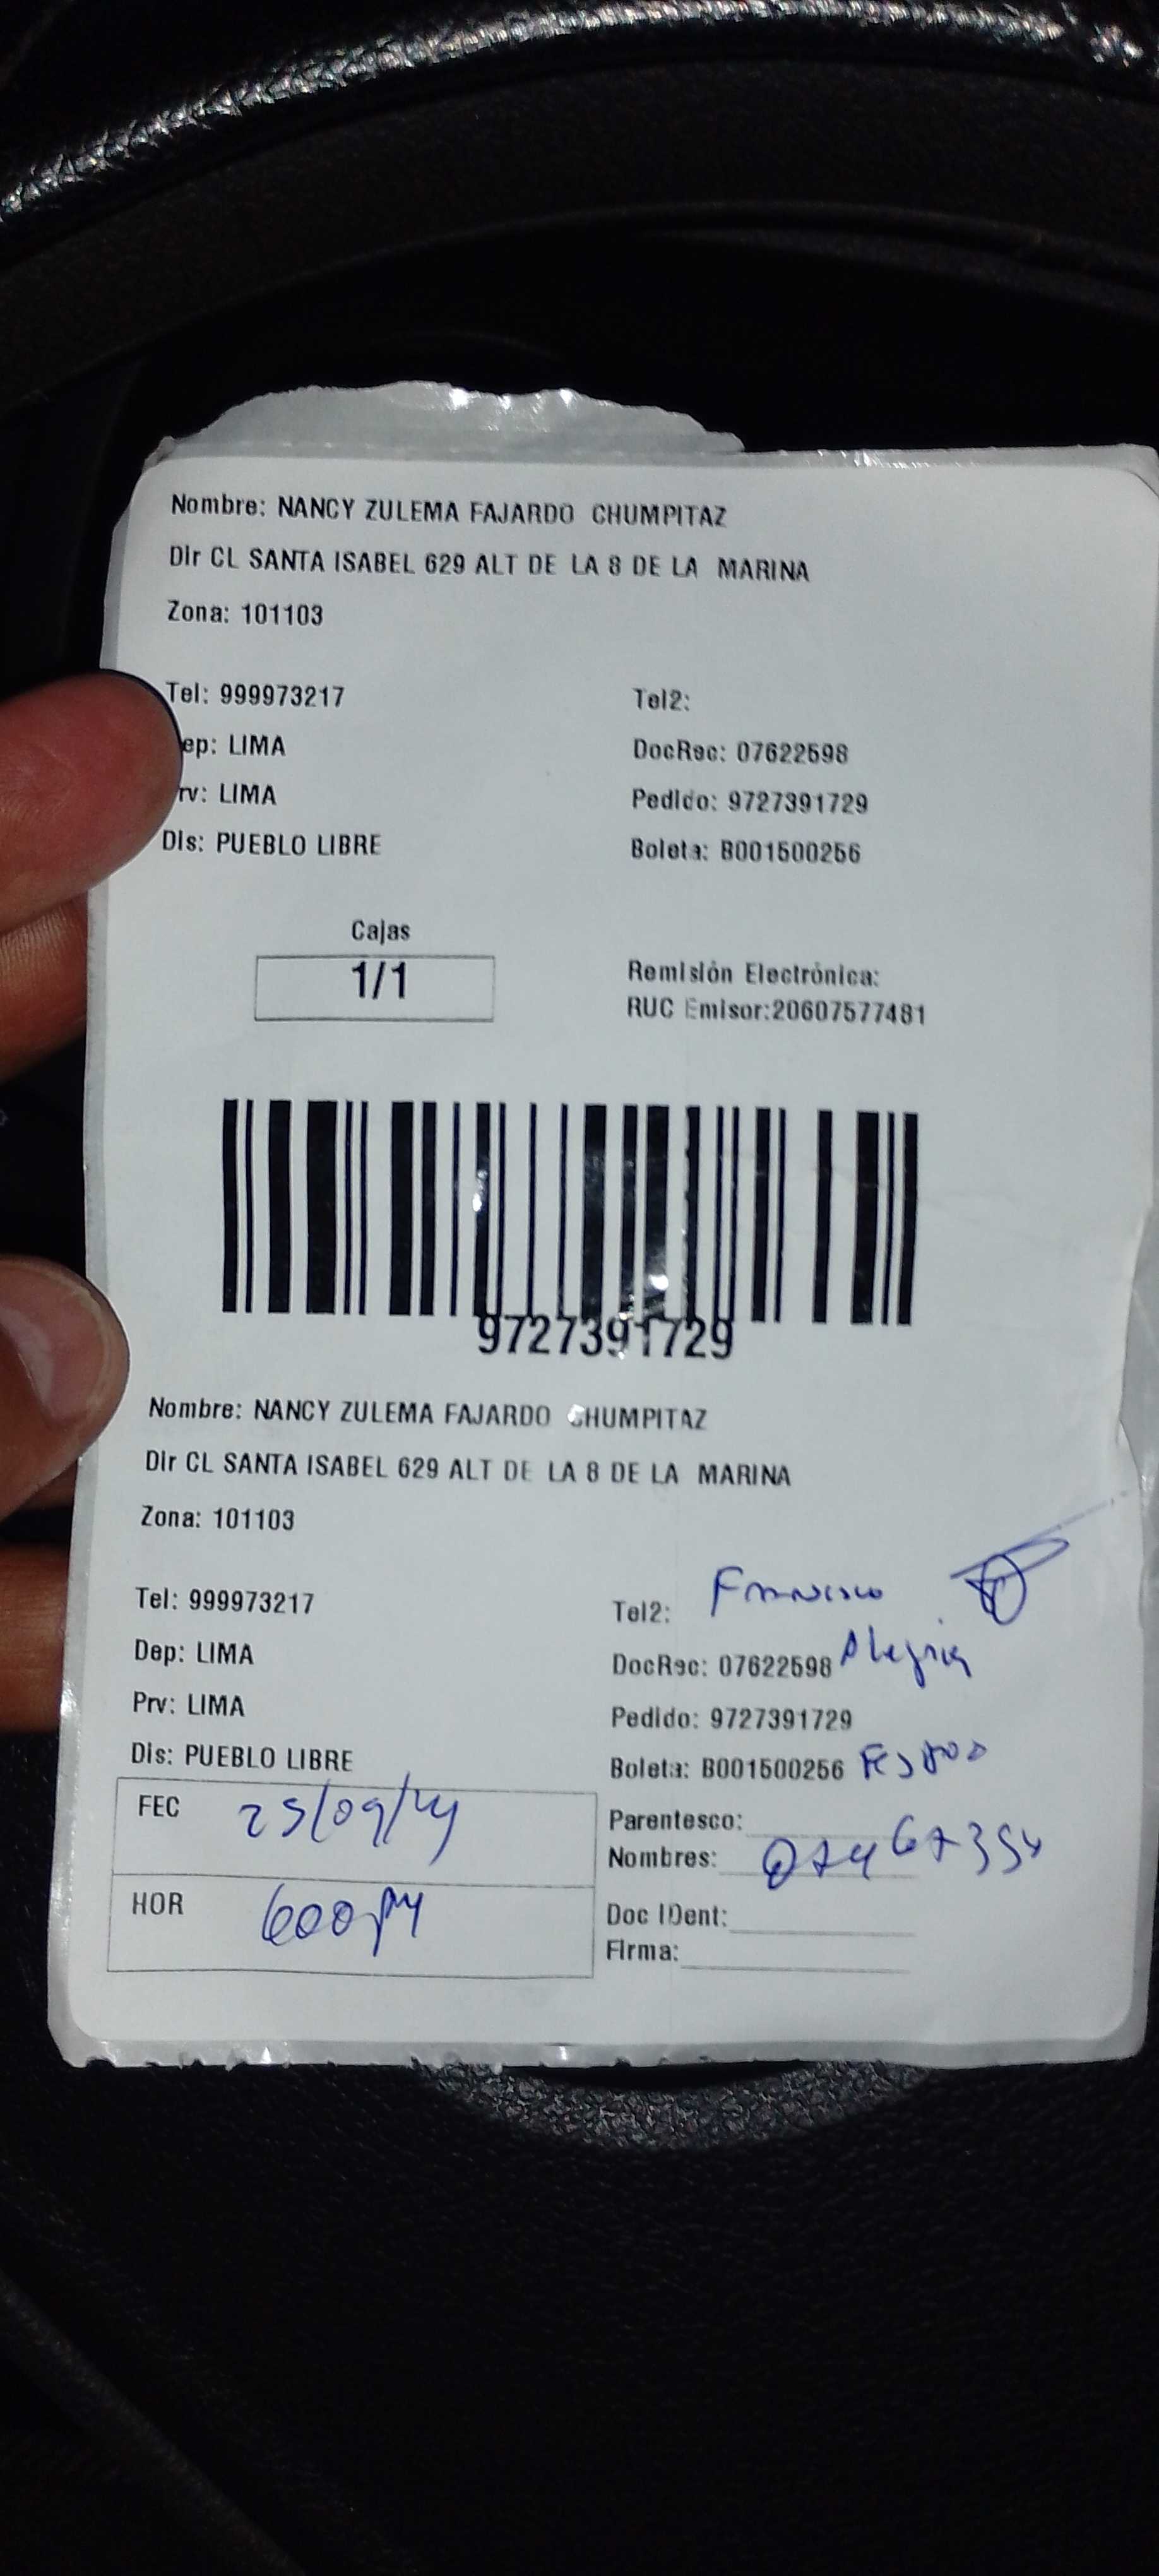 Nombre: NANCY ZULEMA FAJARDO CHUMPITAZ
Dir CL SANTA ISABEL 629 ALT DE LA 8 DE LA MARINA
Zona: 101103
Tel: 999973217 Tel2:
ep: LIMA DocRec: 07622598
rv: LIMA Pedido: 9727391729
Dis: PUEBLO LIBRE Boleta: B001500256
Cajas
1/1
Remisión Electrónica:
RUC Emisor:20607577481
9727391729
Nombre: NANCY ZULEMA FAJARDO CHUMPITAZ
Dir CL SANTA ISABEL 629 ALT DE LA 8 DE LA MARINA
Zona: 101103
Tel: 999973217 Tel2: Francisco
Dep: LIMA DocRec: 07622598 Alegria
Prv: LIMA Pedido: 9727391729
Dis: PUEBLO LIBRE Boleta: B001500256
FEC 25/09/24 Parentesco:
Nombres:
HOR 600pm Doc IDent:
Firma: